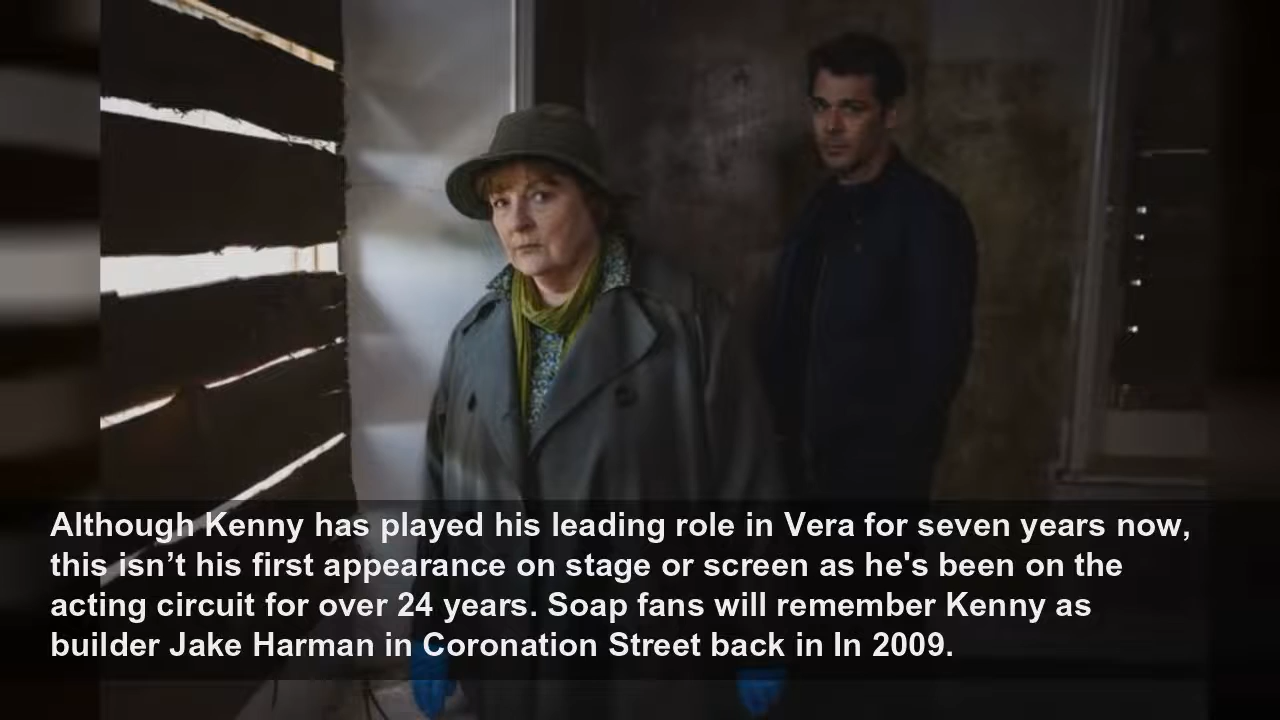 Although Kenny has played his leading role in Vera for seven years now,
this isn’t his first appearance on stage or screen as he's been on the
acting circuit for over 24 years. Soap fans will remember Kenny as
builder Jake Harman in Coronation Street back in In 2009.